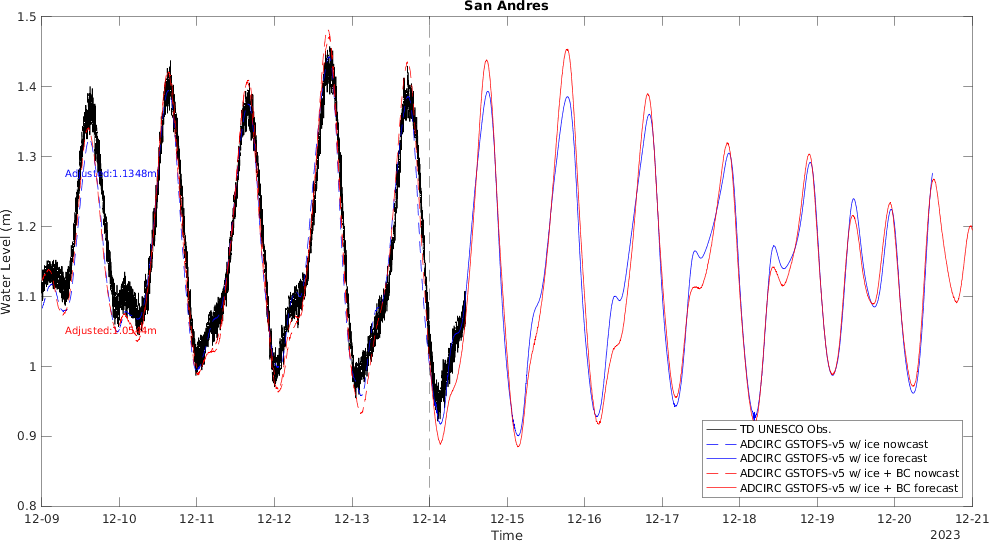 San Andres
Water Level (m)
1.5
1.4
1.3
1.2
1.1
1
0.9
0.8
Adjusted:1.1348m
TD UNESCO Obs.
ADCIRC GSTOFS-v5 w/ ice nowcast
ADCIRC GSTOFS-v5 w/ ice forecast
ADCIRC GSTOFS-v5 w/ ice + BC nowcast
ADCIRC GSTOFS-v5 w/ ice + BC forecast
12-09 12-10 12-11 12-12 12-13 12-14 12-15 12-16 12-17 12-18 12-19 12-20 12-21
Time
2023